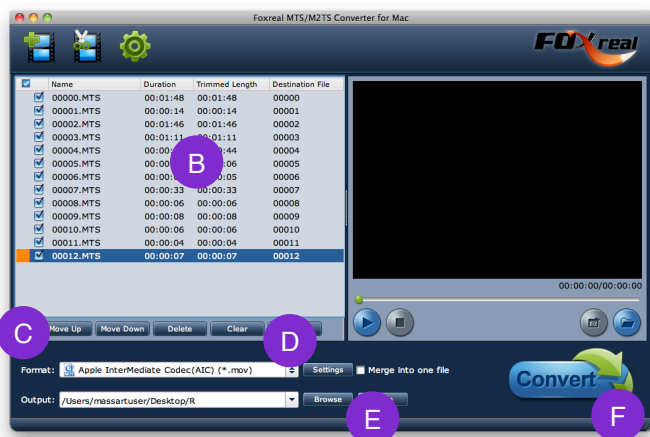 Foxreal MTS/M2TS Converter for Mac
FOXreal
Name Duration Trimmed Length Destination File
00000.MTS 00:01:48 00:01:48 00000
00001.MTS 00:00:14 00:00:14 00001
00002.MTS 00:01:46 00:01:46 00002
00003.MTS 00:01:11 00:01:11 00003
00004.MTS :44 00004
00005.MTS :06 00005
00006.MTS :05 00006
00007.MTS 00:00:33 00:00:33 00007
00008.MTS 00:00:06 00:00:06 00008
00009.MTS 00:00:08 00:00:08 00009
00010.MTS 00:00:06 00:00:06 00010
00011.MTS 00:00:04 00:00:04 00011
00012.MTS 00:00:07 00:00:07 00012
B
00:00:00/00:00:00
C
Move Up Move Down Delete Clear
D
Format: Apple InterMediate Codec(AIC) (*.mov) Settings Merge into one file
Convert
Output: /Users/massartuser/Desktop/R Browse
E
F